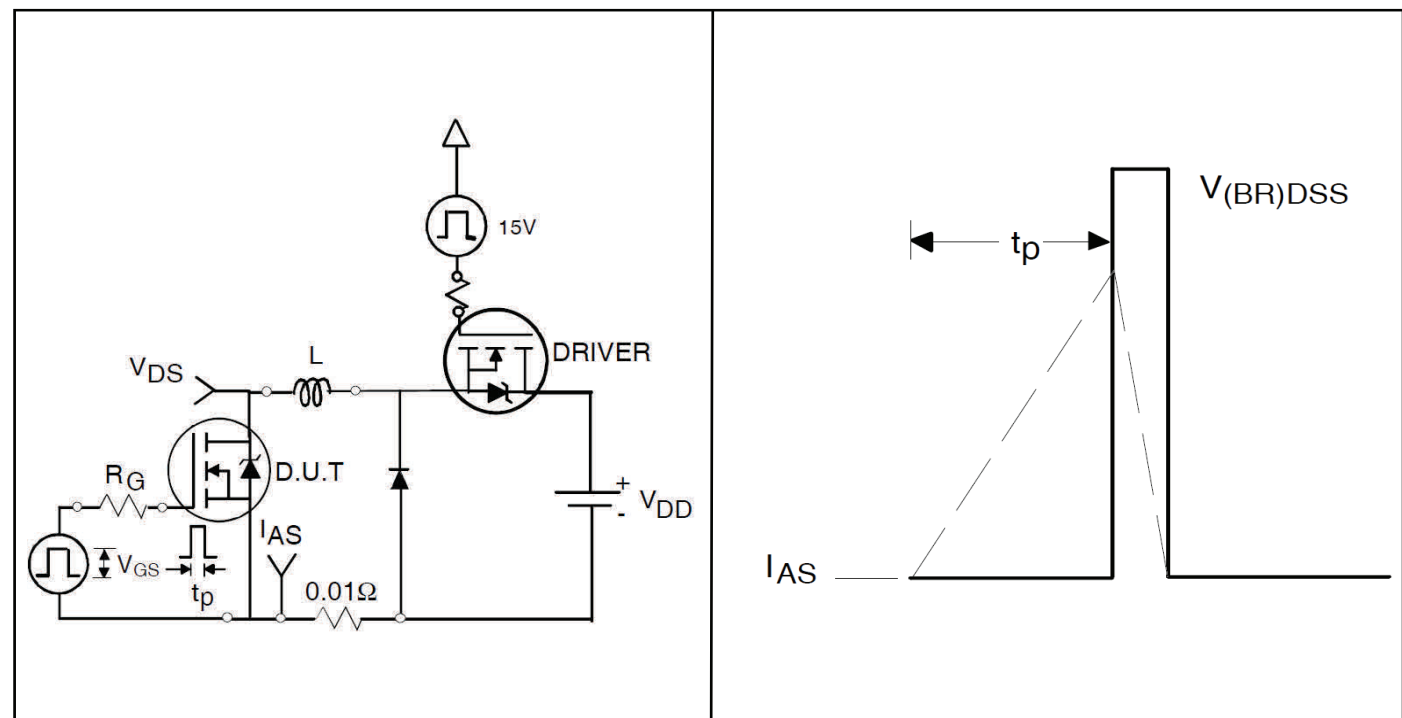 15V
DRIVER
L
VDS
D.U.T
RG
+
VDD
-
IAS
VGS
tp
0.01Ω
V(BR)DSS
tp
IAS